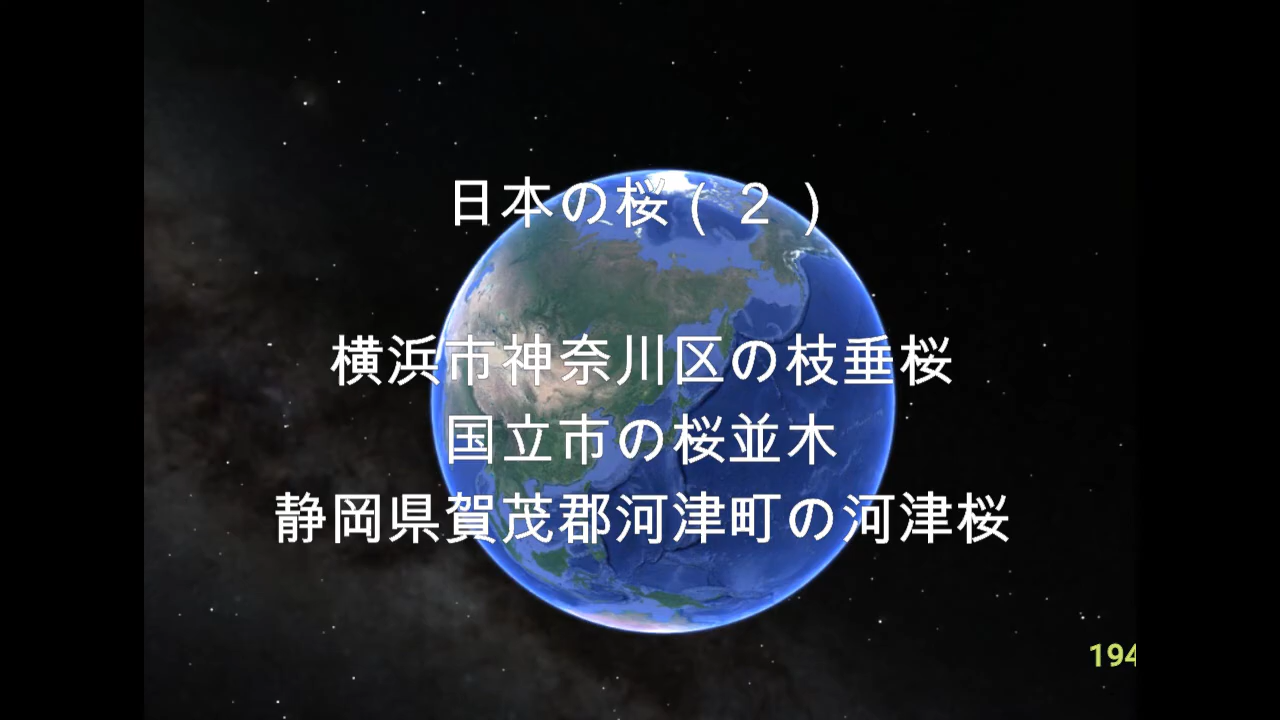 日本の桜(２)
横浜市神奈川区の枝垂桜
国立市の桜並木
静岡県賀茂郡河津町の河津桜
194